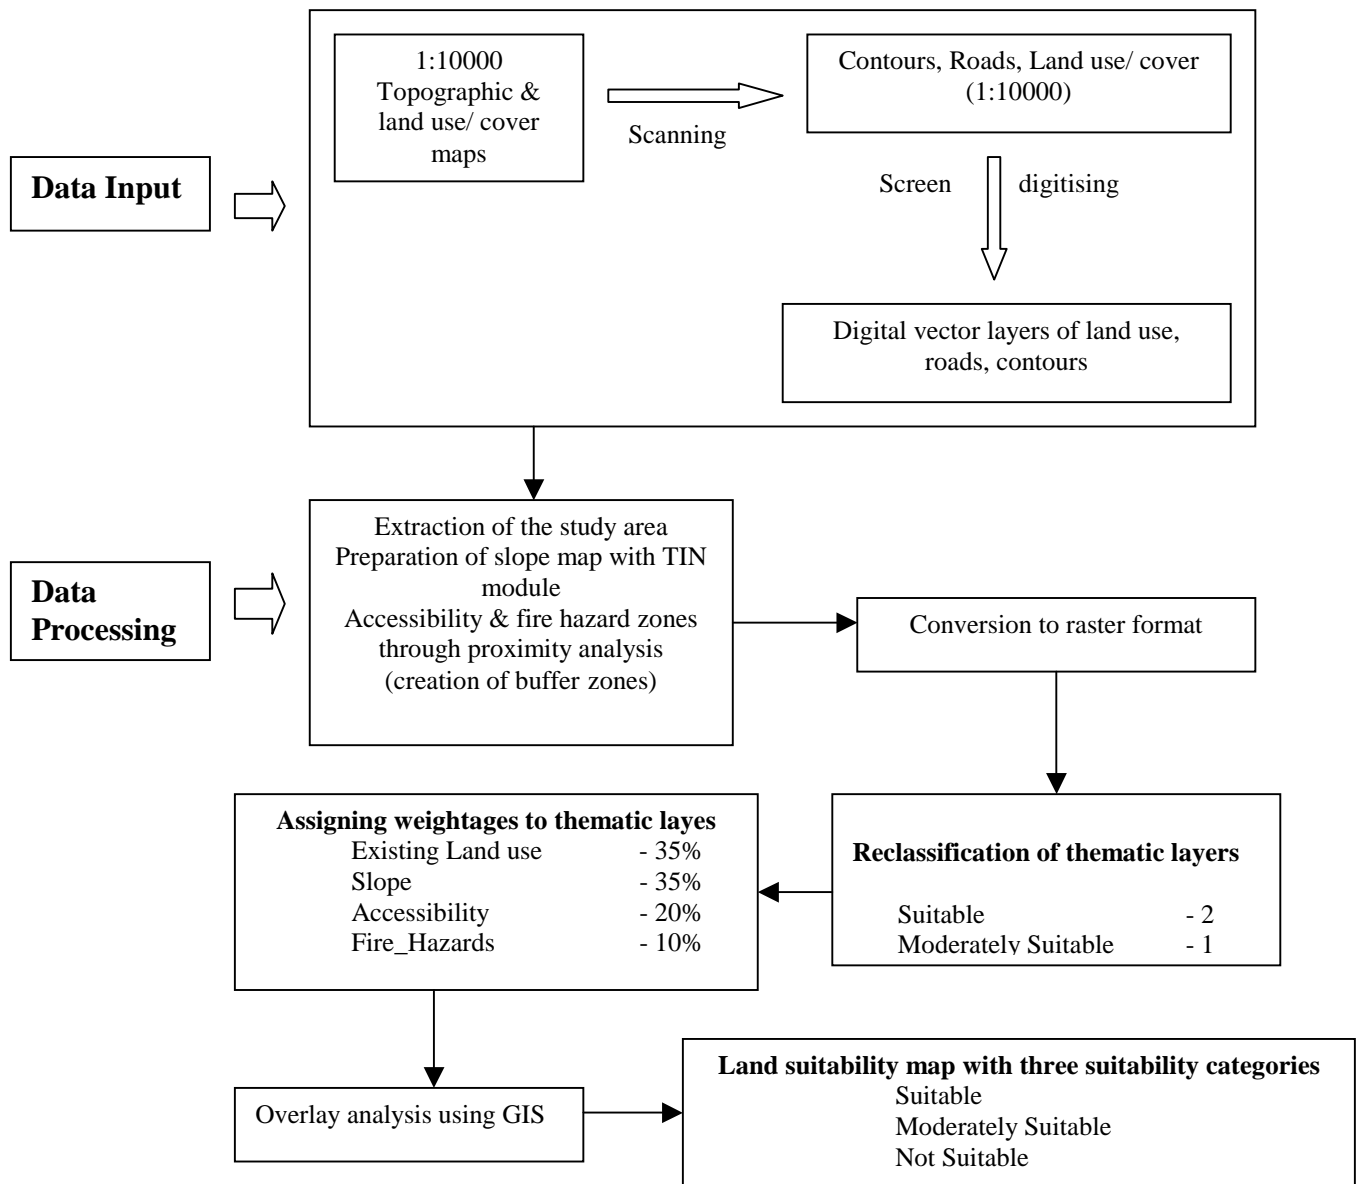 1:10000
Topographic &
land use/ cover
maps
Scanning
Contours, Roads, Land use/ cover
(1:10000)
Data Input
Screen digitising
Digital vector layers of land use,
roads, contours
Extraction of the study area
Preparation of slope map with TIN
module
Accessibility & fire hazard zones
through proximity analysis
(creation of buffer zones)
Data
Processing
Conversion to raster format
Reclassification of thematic layers
Suitable - 2
Moderately Suitable - 1
Assigning weightages to thematic layes
Existing Land use - 35%
Slope - 35%
Accessibility - 20%
Fire_Hazards - 10%
Overlay analysis using GIS
Land suitability map with three suitability categories
Suitable
Moderately Suitable
Not Suitable